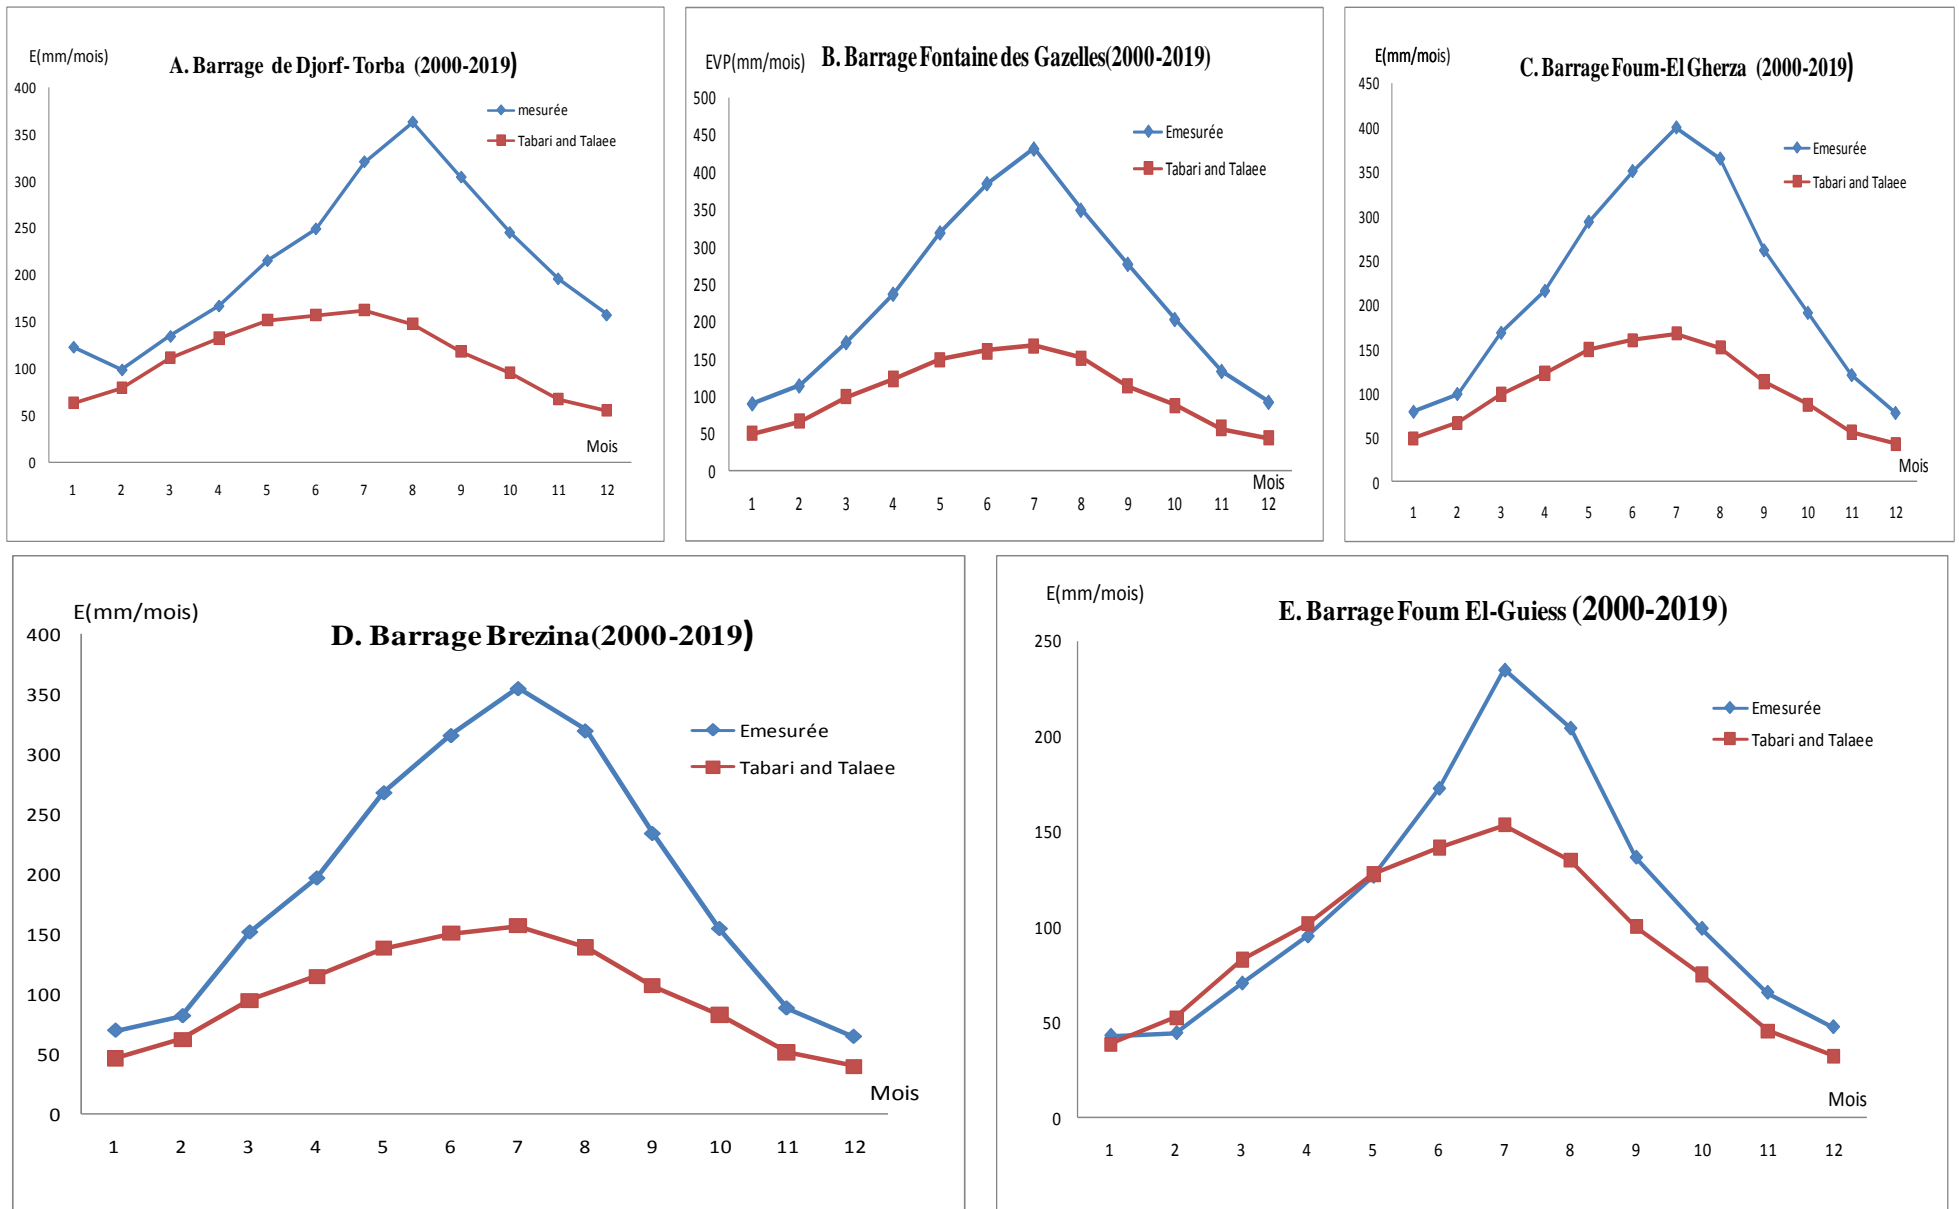 E(mm/mois)
A. Barrage de Djorf- Torba (2000-2019)
400
350
300
250
200
150
100
50
0
mesurée
Tabari and Talaee
Mois
1 2 3 4 5 6 7 8 9 10 11 12
EVP(mm/mois)
B. Barrage Fontaine des Gazelles(2000-2019)
500
450
400
350
300
250
200
150
100
50
0
Emesurée
Tabari and Talaee
Mois
1 2 3 4 5 6 7 8 9 10 11 12
E(mm/mois)
C. Barrage Foum-El Gherza (2000-2019)
450
400
350
300
250
200
150
100
50
0
Emesurée
Tabari and Talaee
Mois
1 2 3 4 5 6 7 8 9 10 11 12
E(mm/mois)
D. Barrage Brezina(2000-2019)
400
350
300
250
200
150
100
50
0
Emesurée
Tabari and Talaee
Mois
1 2 3 4 5 6 7 8 9 10 11 12
E(mm/mois)
E. Barrage Foum El-Guiess (2000-2019)
250
200
150
100
50
0
Emesurée
Tabari and Talaee
Mois
1 2 3 4 5 6 7 8 9 10 11 12